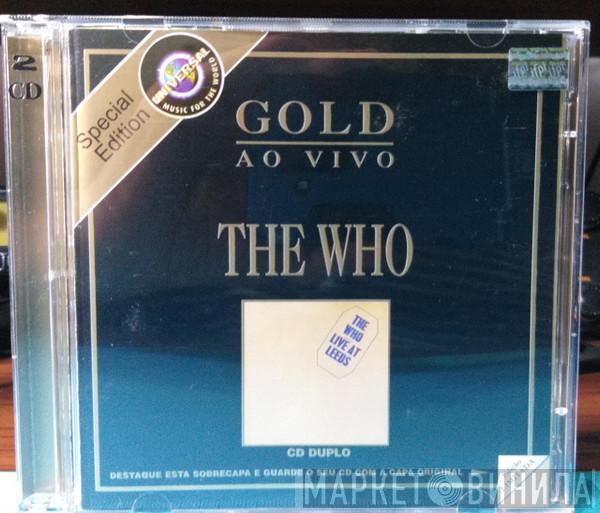 2
CD
Special
Edition
UNIVERSAL
MUSIC FOR THE WORLD
GOLD
AO VIVO
THE WHO
THE
WHO
LIVE AT
LEEDS
CD DUPLO
DESTAQUE ESTA SOBRECAPA E GUARDE O SEU CD COM A CAPA ORIGINAL
МАРКЕТ ВИНИЛА